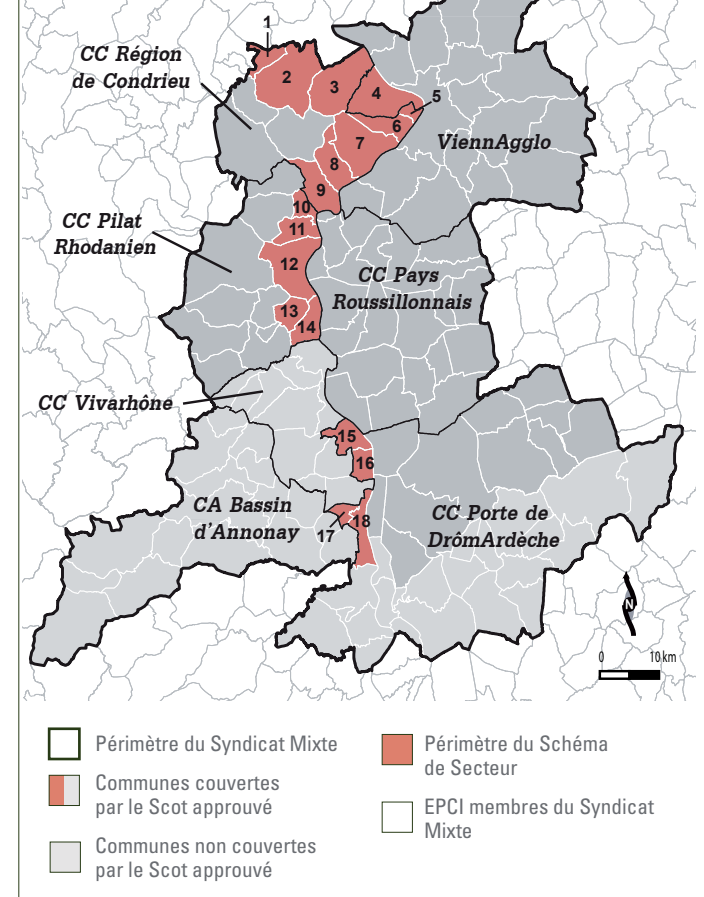 1
CC Région
de Condrieu
2
3
4
5
6
7
ViennAgglo
8
9
10
CC Pilat
Rhodanien
11
12
CC Pays
Roussillonnais
13
14
CC Vivarhône
15
16
CA Bassin
d'Annonay
17
18
CC Porte de
DrômArdèche
N
0 10 km
Périmètre du Syndicat Mixte
Communes couvertes
par le Scot approuvé
Communes non couvertes
par le Scot approuvé
Périmètre du Schéma
de Secteur
EPCI membres du Syndicat
Mixte